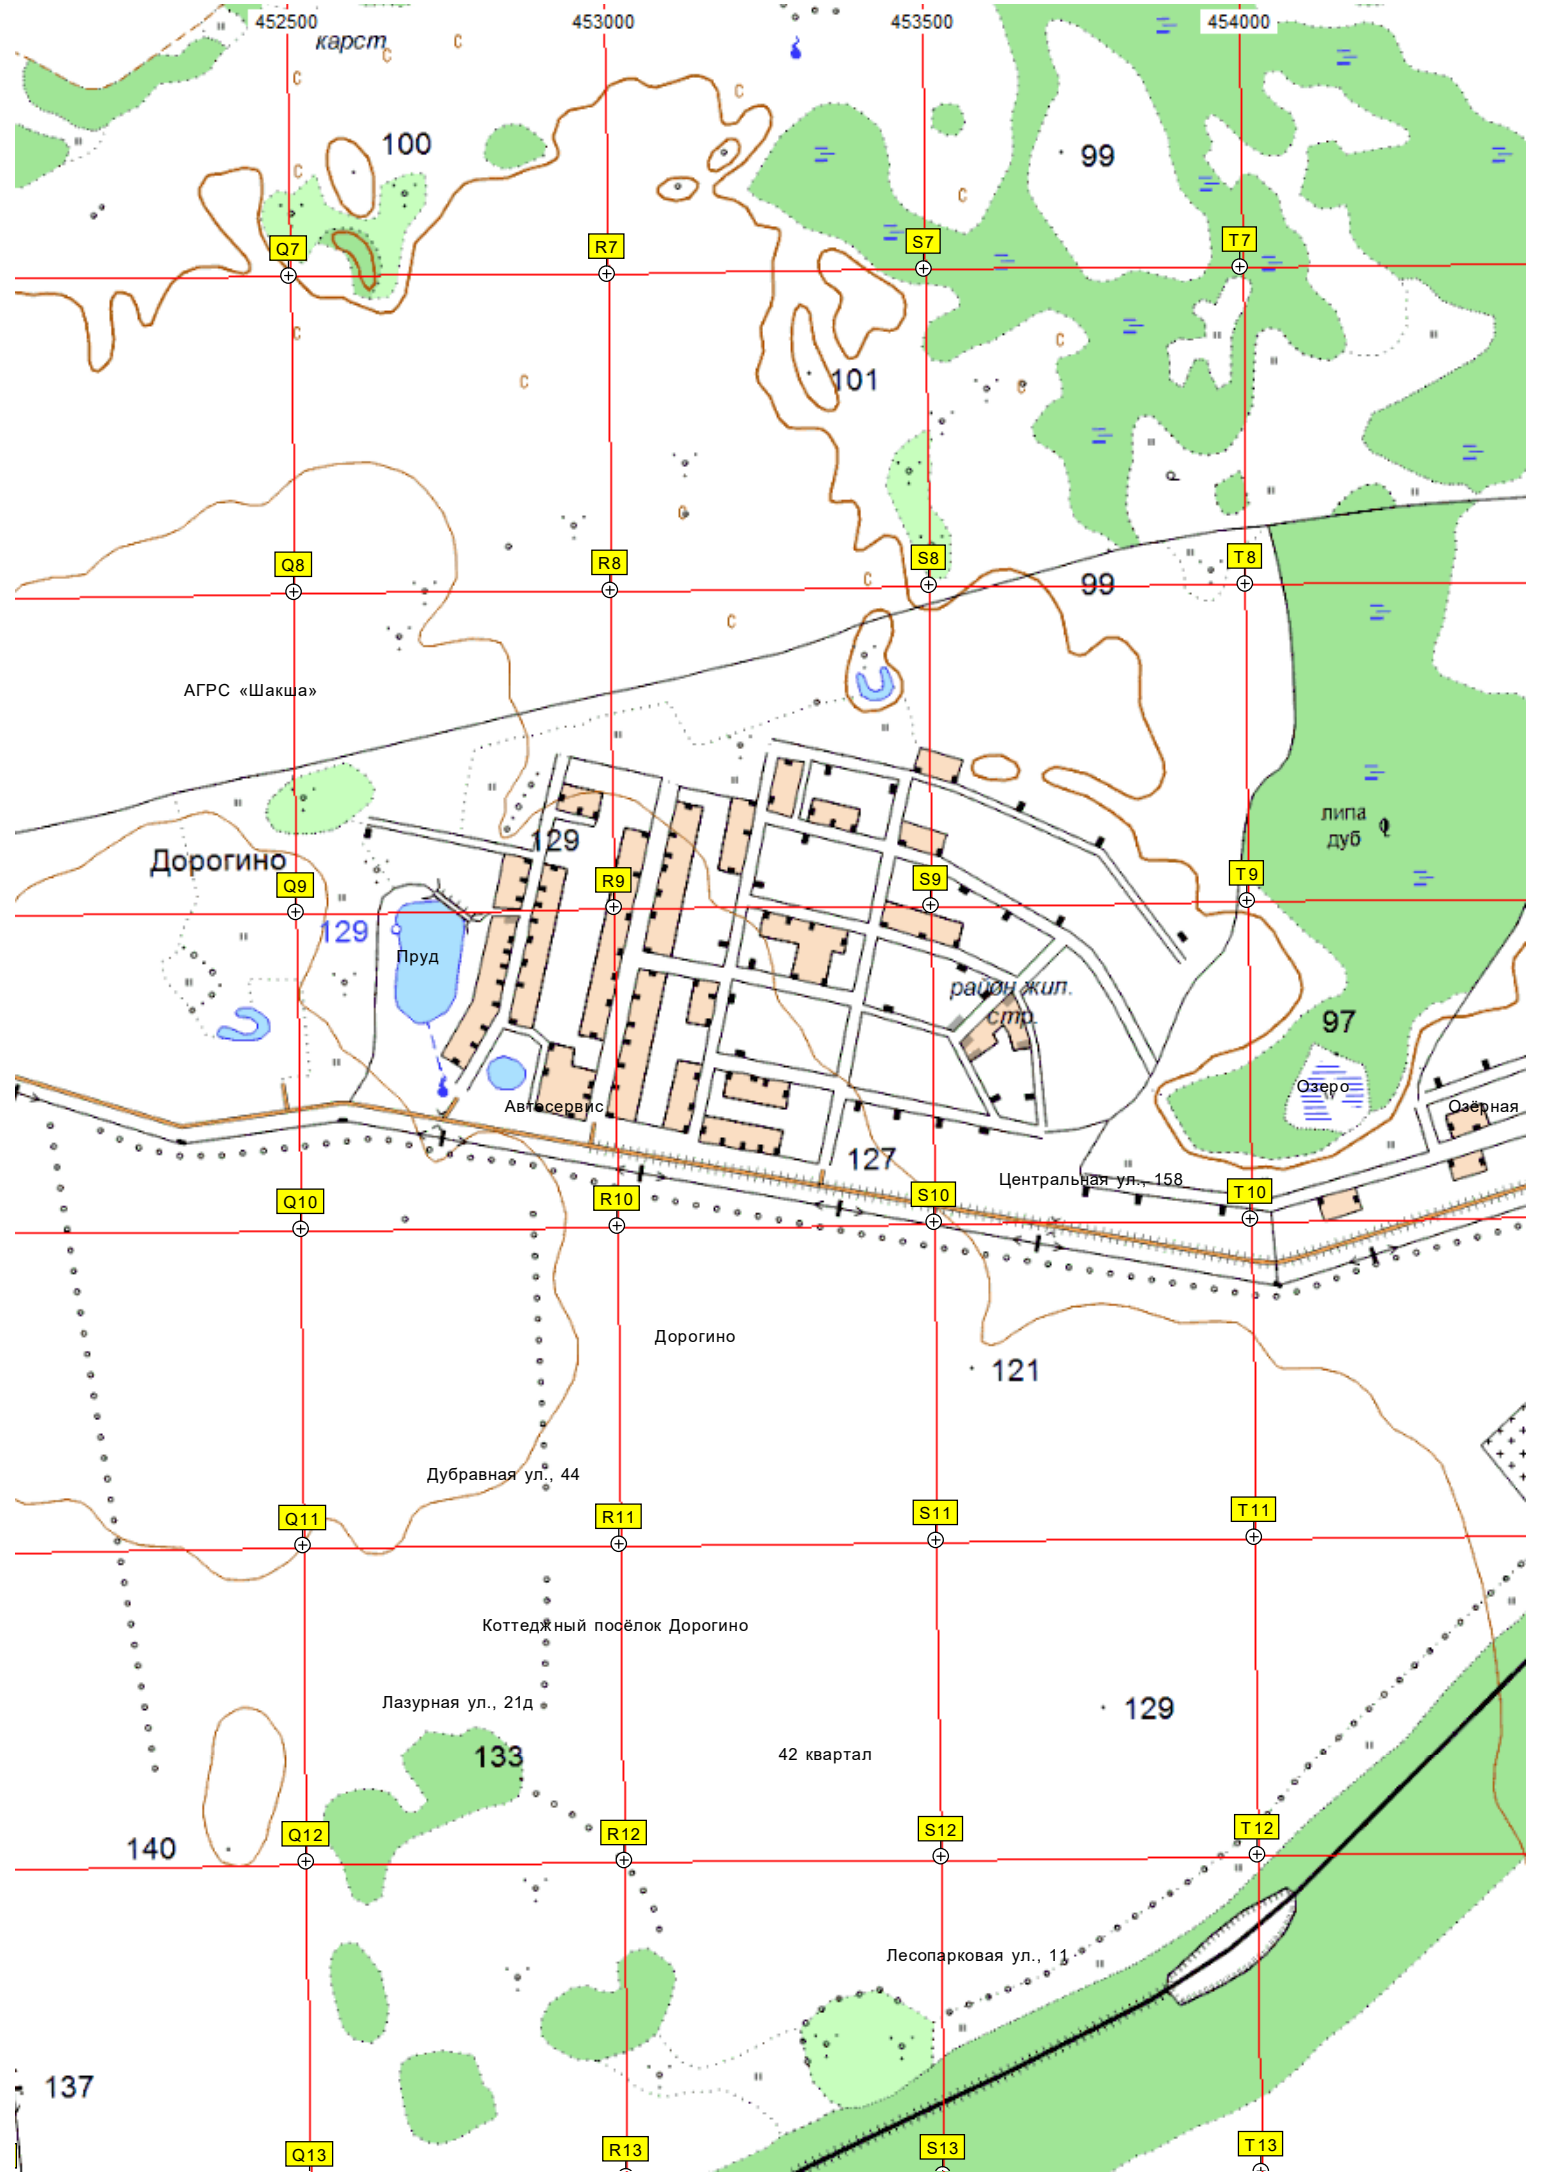 452500 453000 453500 454000
карст
100
99
Q7 R7 S7 T7
101
Q8 R8 S8 T8
99
АГРС «Шакша»
липа
дуб
129
Дорогино
Q9 R9 S9 T9
129
Пруд
район жил.
стр.
97
Озеро
Автосервис
Озёрная
127
Центральная ул., 158
Q10 R10 S10 T10
Дорогино
121
Дубравная ул., 44
Q11 R11 S11 T11
Коттеджный посёлок Дорогино
Лазурная ул., 21д
129
133
42 квартал
140
Q12 R12 S12 T12
Лесопарковая ул., 11
137
Q13 R13 S13 T13